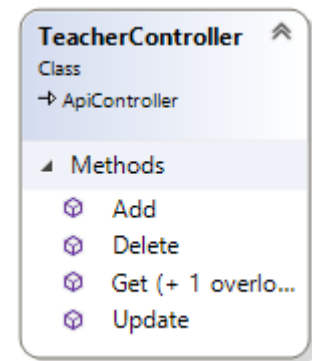 TeacherController
Class
ApiController
Methods
Add
Delete
Get (+ 1 overlo...
Update